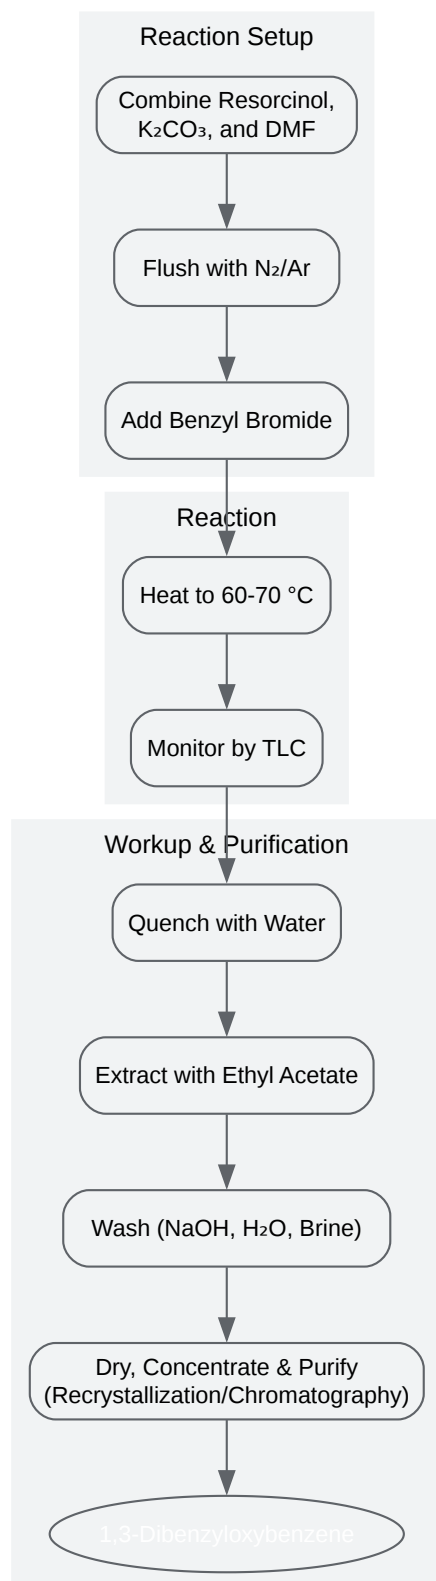 Reaction Setup
Combine Resorcinol,
K₂CO₃, and DMF
Flush with N₂/Ar
Add Benzyl Bromide
Reaction
Heat to 60-70 °C
Monitor by TLC
Workup & Purification
Quench with Water
Extract with Ethyl Acetate
Wash (NaOH, H₂O, Brine)
Dry, Concentrate & Purify
(Recrystallization/Chromatography)
1,3-Dibenzyloxybenzene